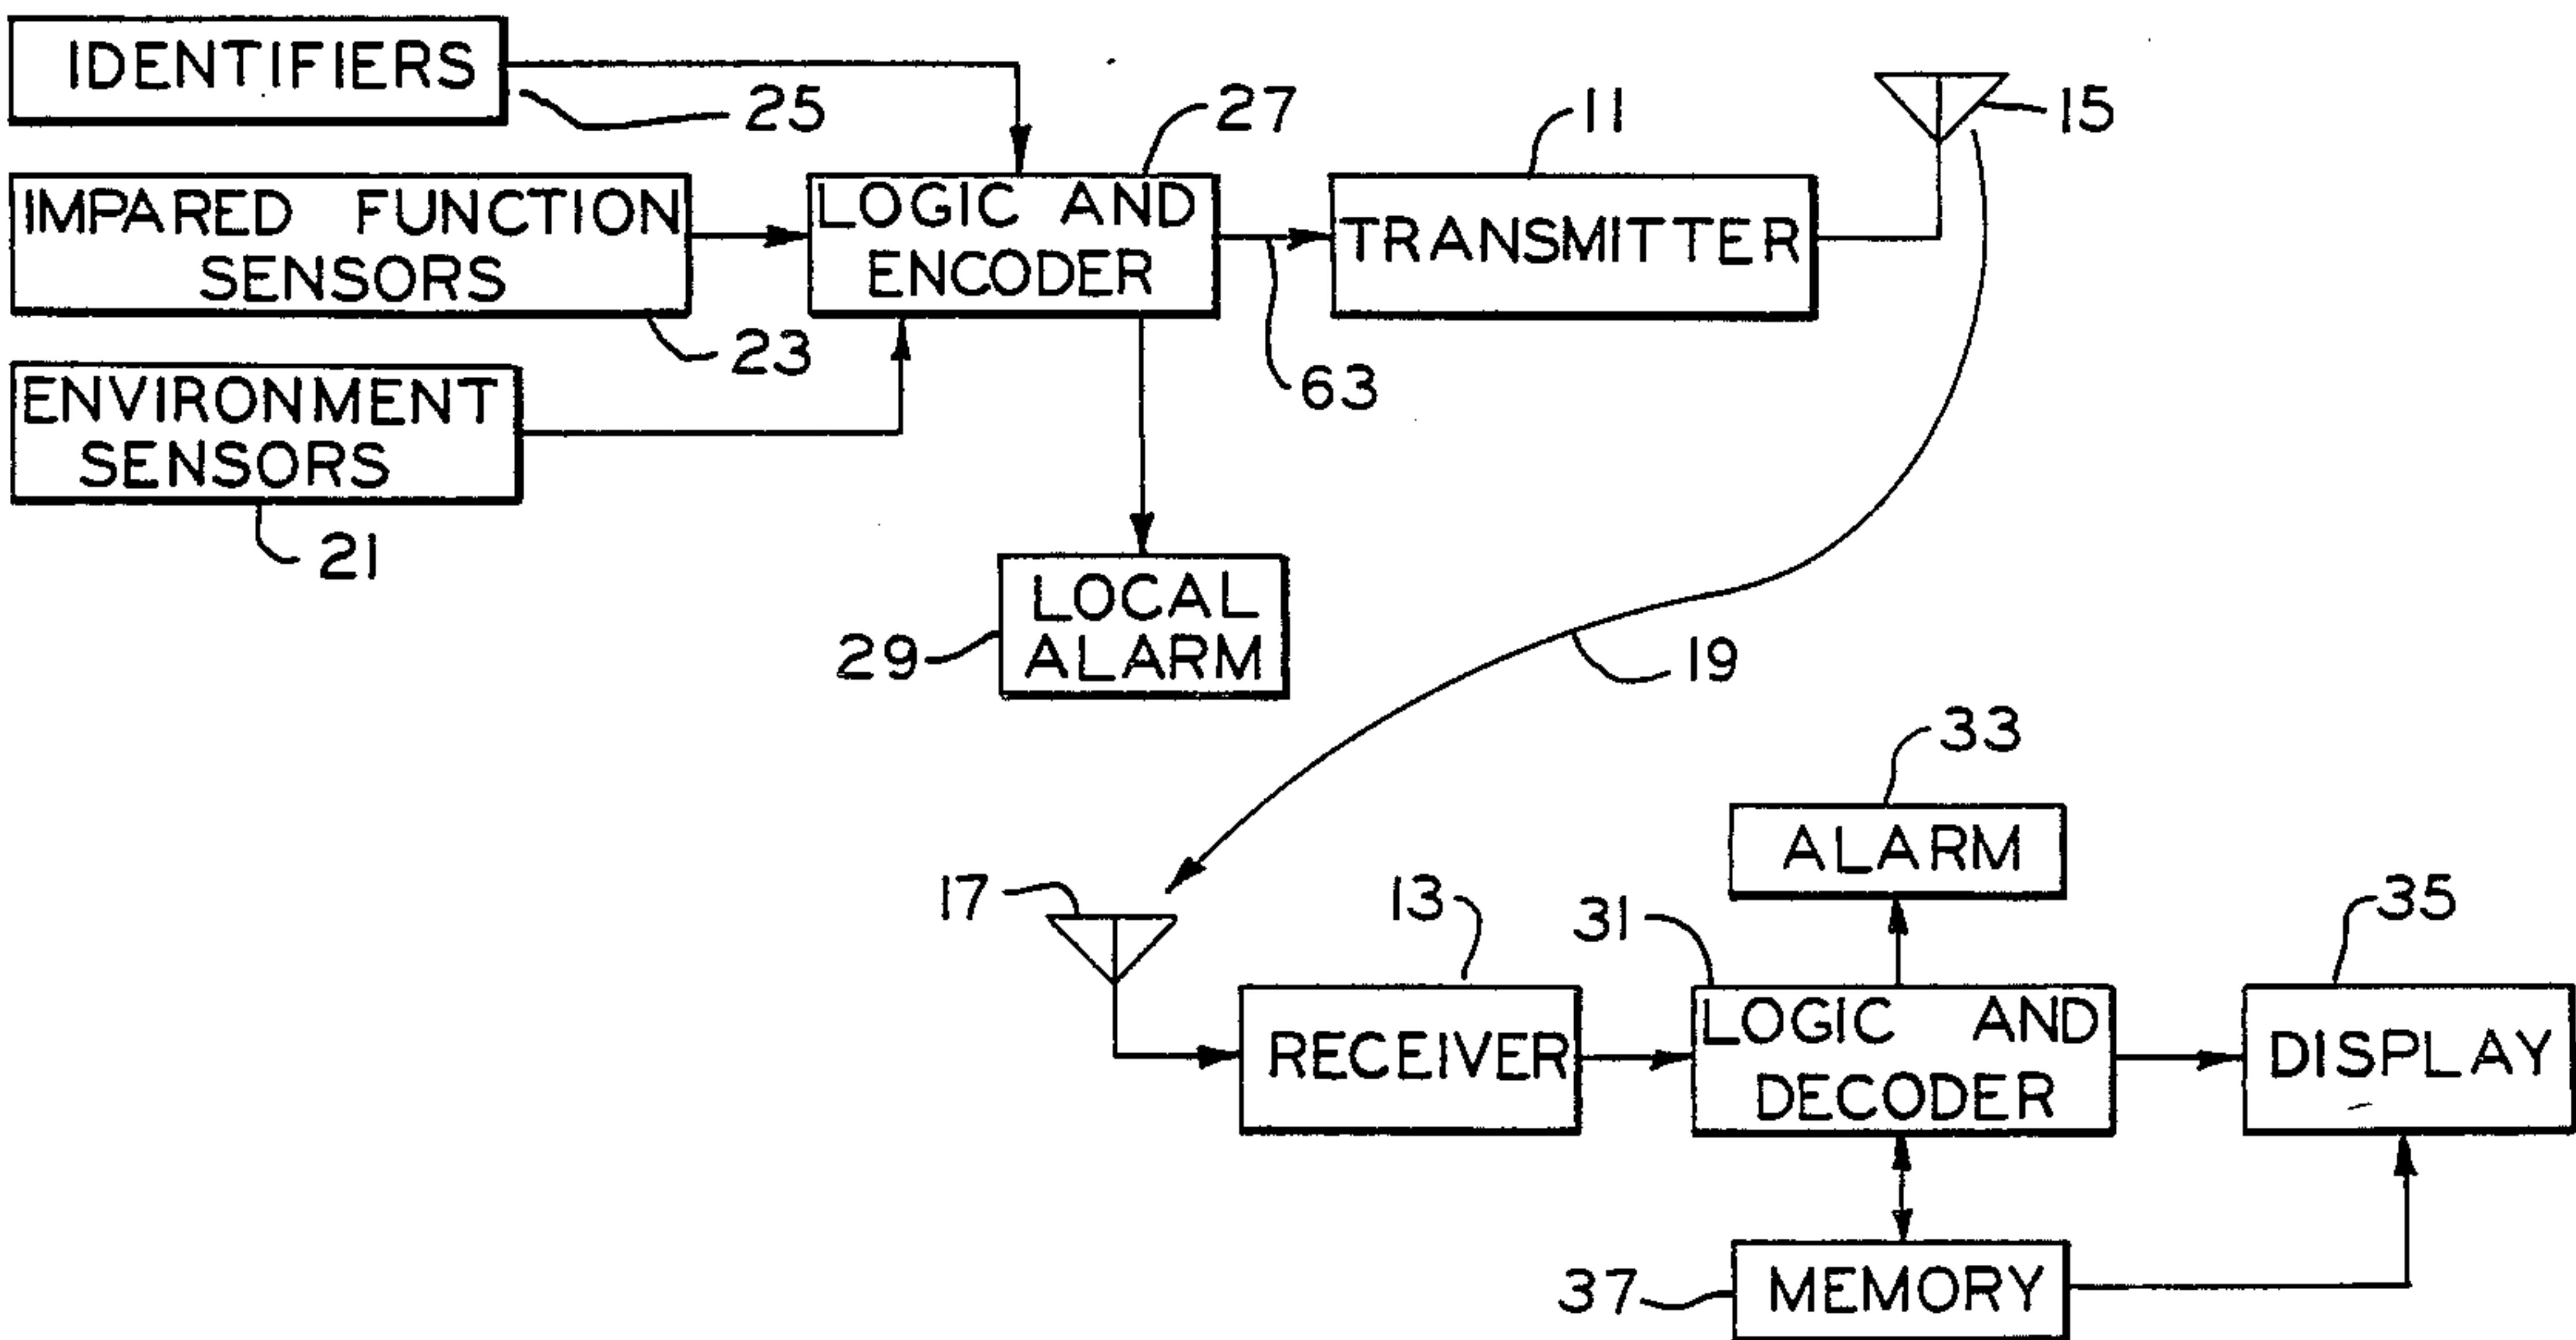 IDENTIFIERS
25
27
11
15
IMPARED FUNCTION
SENSORS
23
LOGIC AND
ENCODER
63
TRANSMITTER
ENVIRONMENT
SENSORS
21
LOCAL
ALARM
29
19
33
ALARM
17
13
31
35
RECEIVER
LOGIC AND
DECODER
DISPLAY
37
MEMORY